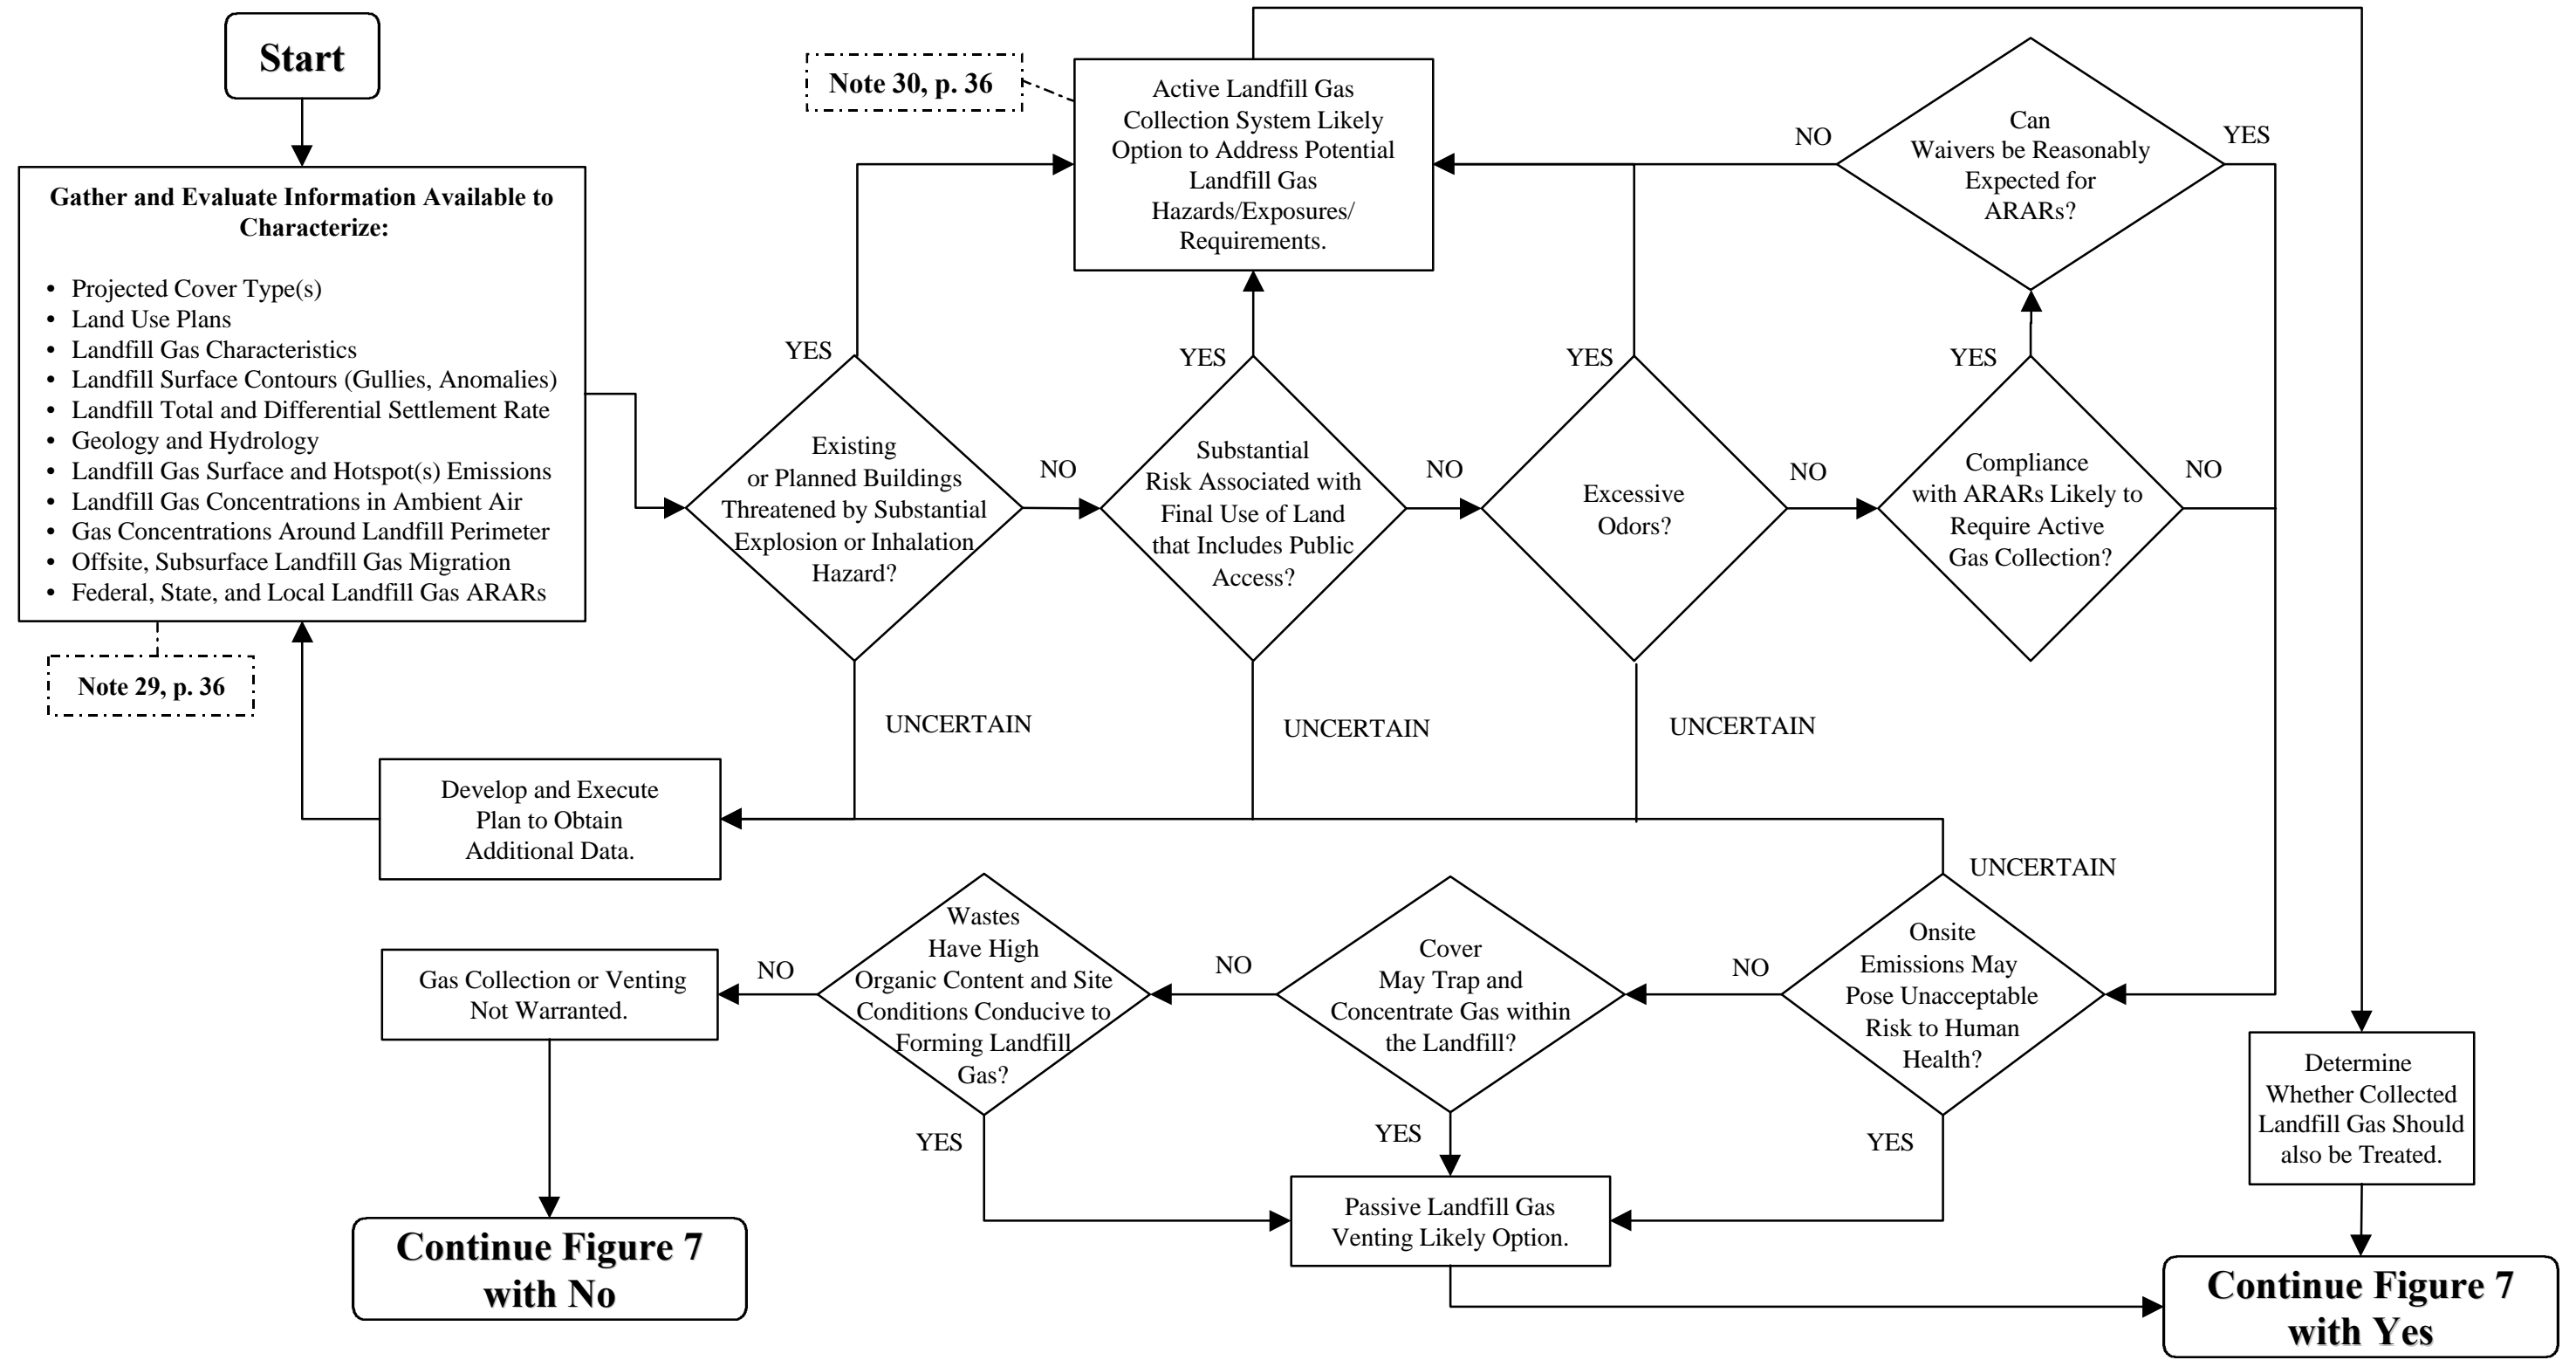 Start
Gather and Evaluate Information Available to
Characterize:
• Projected Cover Type(s)
• Land Use Plans
• Landfill Gas Characteristics
• Landfill Surface Contours (Gullies, Anomalies)
• Landfill Total and Differential Settlement Rate
• Geology and Hydrology
• Landfill Gas Surface and Hotspot(s) Emissions
• Landfill Gas Concentrations in Ambient Air
• Gas Concentrations Around Landfill Perimeter
• Offsite, Subsurface Landfill Gas Migration
• Federal, State, and Local Landfill Gas ARARs
Note 29, p. 36
Note 30, p. 36
Active Landfill Gas
Collection System Likely
Option to Address Potential
Landfill Gas
Hazards/Exposures/
Requirements.
NO
Can
Waivers be Reasonably
Expected for
ARARs?
YES
YES
Existing
or Planned Buildings
Threatened by Substantial
Explosion or Inhalation
Hazard?
NO
UNCERTAIN
YES
Substantial
Risk Associated with
Final Use of Land
that Includes Public
Access?
NO
UNCERTAIN
YES
Excessive
Odors?
NO
UNCERTAIN
YES
Compliance
with ARARs Likely to
Require Active
Gas Collection?
NO
Develop and Execute
Plan to Obtain
Additional Data.
UNCERTAIN
Gas Collection or Venting
Not Warranted.
NO
Wastes
Have High
Organic Content and Site
Conditions Conducive to
Forming Landfill
Gas?
YES
NO
Cover
May Trap and
Concentrate Gas within
the Landfill?
YES
NO
Onsite
Emissions May
Pose Unacceptable
Risk to Human
Health?
YES
Determine
Whether Collected
Landfill Gas Should
also be Treated.
Passive Landfill Gas
Venting Likely Option.
Continue Figure 7
with No
Continue Figure 7
with Yes